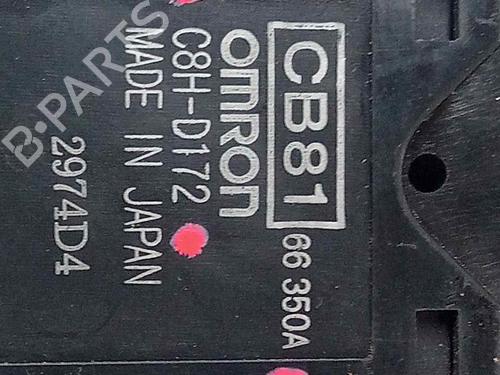 CB81 66 350A
omron
C8H-D172
MADE IN JAPAN
2974D4
B·PARTS